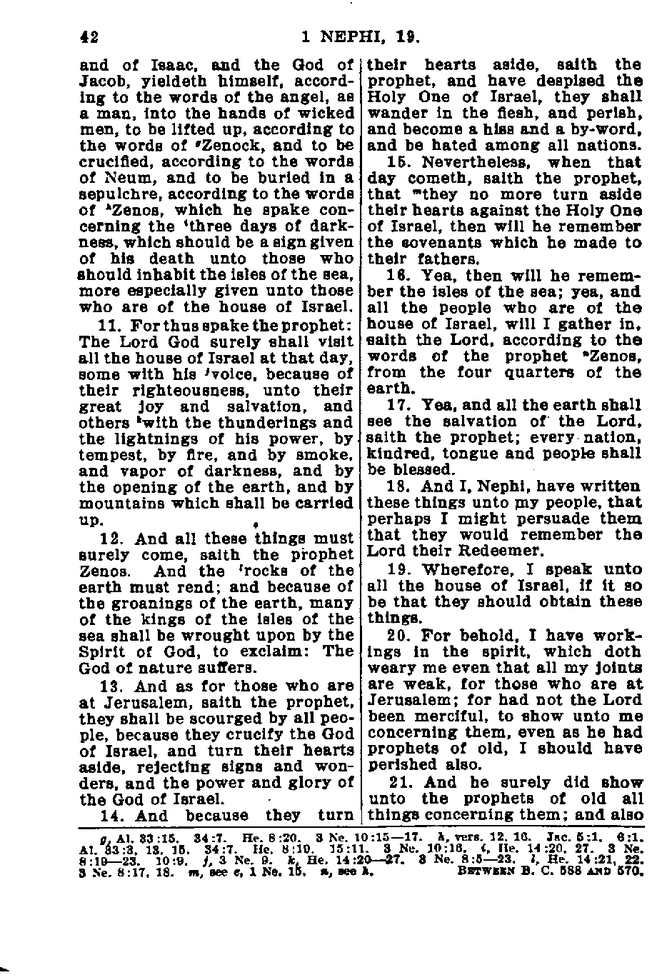 42
1 NEPHI, 19.
and of Isaac, and the God of
Jacob, yieldeth himself, accord-
ing to the words of the angel, as
a man, into the hands of wicked
men, to be lifted up, according to
the words of ᵍZenock, and to be
crucified, according to the words
of Neum, and to be buried in a
sepulchre, according to the words
of ʰZenos, which he spake con-
cerning the ⁱthree days of dark-
ness, which should be a sign given
of his death unto those who
should inhabit the isles of the sea,
more especially given unto those
who are of the house of Israel.
11. For thus spake the prophet:
The Lord God surely shall visit
all the house of Israel at that day,
some with his ʲvoice, because of
their righteousness, unto their
great joy and salvation, and
others ᵏwith the thunderings and
the lightnings of his power, by
tempest, by fire, and by smoke,
and vapor of darkness, and by
the opening of the earth, and by
mountains which shall be carried
up.
12. And all these things must
surely come, saith the prophet
Zenos. And the ˡrocks of the
earth must rend; and because of
the groanings of the earth, many
of the kings of the isles of the
sea shall be wrought upon by the
Spirit of God, to exclaim: The
God of nature suffers.
13. And as for those who are
at Jerusalem, saith the prophet,
they shall be scourged by all peo-
ple, because they crucify the God
of Israel, and turn their hearts
aside, rejecting signs and won-
ders, and the power and glory of
the God of Israel.
14. And because they turn
their hearts aside, saith the
prophet, and have despised the
Holy One of Israel, they shall
wander in the flesh, and perish,
and become a hiss and a by-word,
and be hated among all nations.
15. Nevertheless, when that
day cometh, saith the prophet,
that ᵐthey no more turn aside
their hearts against the Holy One
of Israel, then will he remember
the covenants which he made to
their fathers.
16. Yea, then will he remem-
ber the isles of the sea; yea, and
all the people who are of the
house of Israel, will I gather in,
saith the Lord, according to the
words of the prophet ⁿZenos,
from the four quarters of the
earth.
17. Yea, and all the earth shall
see the salvation of the Lord,
saith the prophet; every nation,
kindred, tongue and people shall
be blessed.
18. And I, Nephi, have written
these things unto my people, that
perhaps I might persuade them
that they would remember the
Lord their Redeemer.
19. Wherefore, I speak unto
all the house of Israel, if it so
be that they should obtain these
things.
20. For behold, I have work-
ings in the spirit, which doth
weary me even that all my joints
are weak, for those who are at
Jerusalem; for had not the Lord
been merciful, to show unto me
concerning them, even as he had
prophets of old, I should have
perished also.
21. And he surely did show
unto the prophets of old all
things concerning them; and also
g, Al. 33:15. 34:7. He. 8:20. 3 Ne. 10:15—17. h, vers. 12, 16. Jac. 5:1. 6:1.
Al. 33:3, 13, 15. 34:7. He. 8:19. 15:11. 3 Ne. 10:16. i, He. 14:20, 27. 3 Ne.
8:19—23. 10:9. j, 3 Ne. 9. k, He. 14:20—27. 3 Ne. 8:5—23. l, He. 14:21, 22.
3 Ne. 8:17, 18. m, see e, 1 Ne. 15. n, see h. BETWEEN B. C. 588 AND 570.